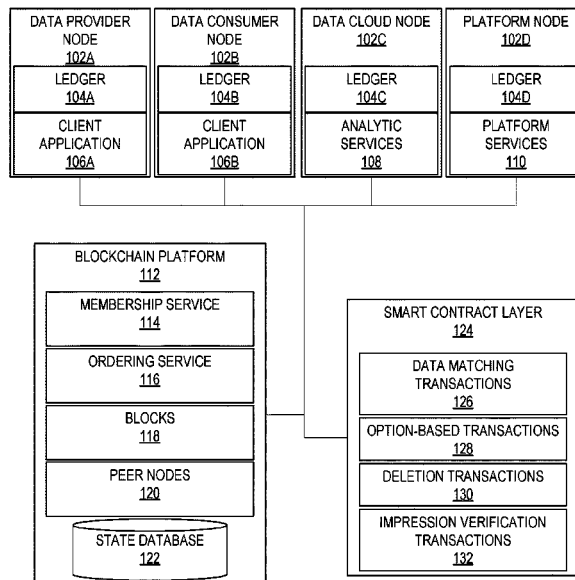 DATA PROVIDER
NODE
102A
LEDGER
104A
CLIENT
APPLICATION
106A
DATA CONSUMER
NODE
102B
LEDGER
104B
CLIENT
APPLICATION
106B
DATA CLOUD NODE
102C
LEDGER
104C
ANALYTIC
SERVICES
108
PLATFORM NODE
102D
LEDGER
104D
PLATFORM
SERVICES
110
BLOCKCHAIN PLATFORM
112
MEMBERSHIP SERVICE
114
ORDERING SERVICE
116
BLOCKS
118
PEER NODES
120
STATE DATABASE
122
SMART CONTRACT LAYER
124
DATA MATCHING
TRANSACTIONS
126
OPTION-BASED TRANSACTIONS
128
DELETION TRANSACTIONS
130
IMPRESSION VERIFICATION
TRANSACTIONS
132